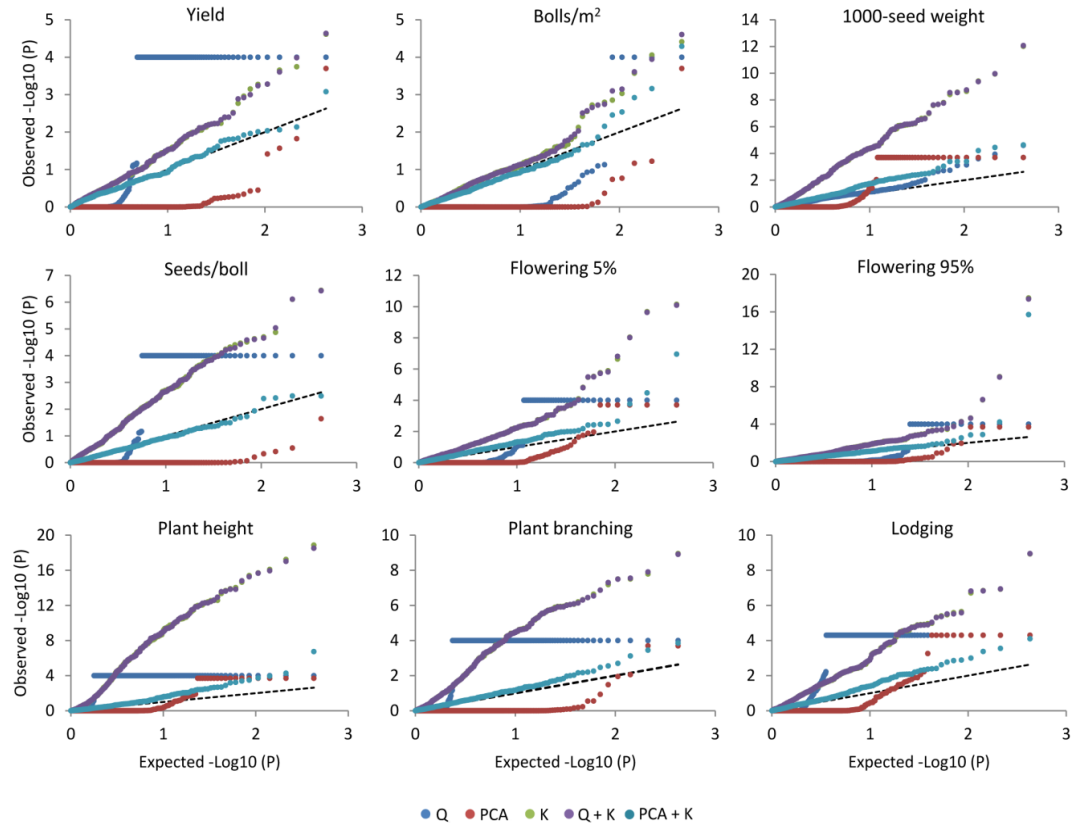 Yield
Bolls/m²
1000-seed weight
Observed -Log10 (P)
5
4
3
2
1
0
0 1 2 3
5
4
3
2
1
0
0 1 2 3
14
12
10
8
6
4
2
0
0 1 2 3
Seeds/boll
Flowering 5%
Flowering 95%
Observed -Log10 (P)
7
6
5
4
3
2
1
0
0 1 2 3
12
10
8
6
4
2
0
0 1 2 3
20
16
12
8
4
0
0 1 2 3
Plant height
Plant branching
Lodging
Observed -Log10 (P)
20
16
12
8
4
0
0 1 2 3
10
8
6
4
2
0
0 1 2 3
10
8
6
4
2
0
0 1 2 3
Expected -Log10 (P)
Expected -Log10 (P)
Expected -Log10 (P)
Q PCA K Q + K PCA + K